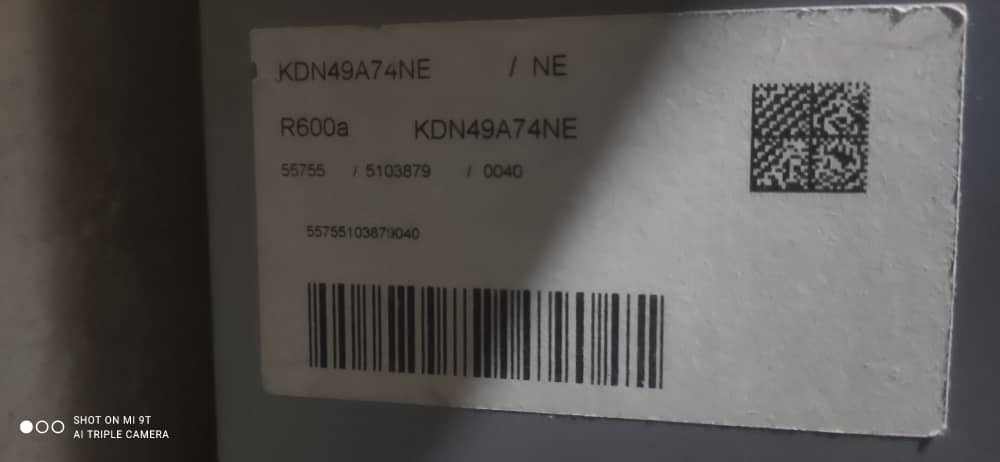 KDN49A74NE / NE
R600a KDN49A74NE
55755 / 5103879 / 0040
55755103879040
SHOT ON MI 9T
AI TRIPLE CAMERA